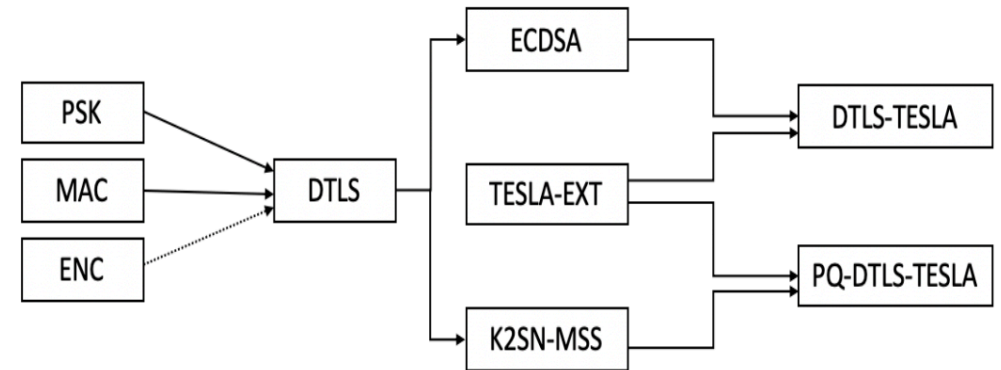 PSK
MAC
ENC
DTLS
ECDSA
TESLA-EXT
K2SN-MSS
DTLS-TESLA
PQ-DTLS-TESLA